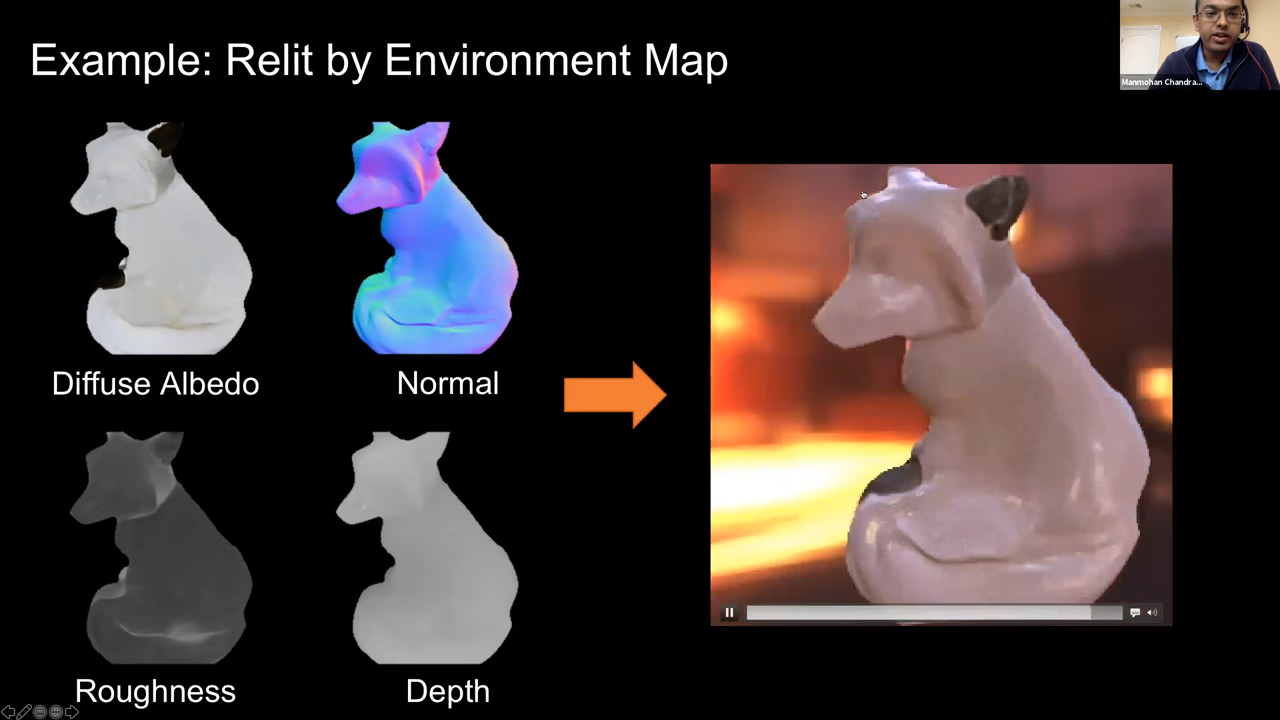 Example: Relit by Environment Map
Manmohan Chandra...
Diffuse Albedo
Normal
Roughness
Depth